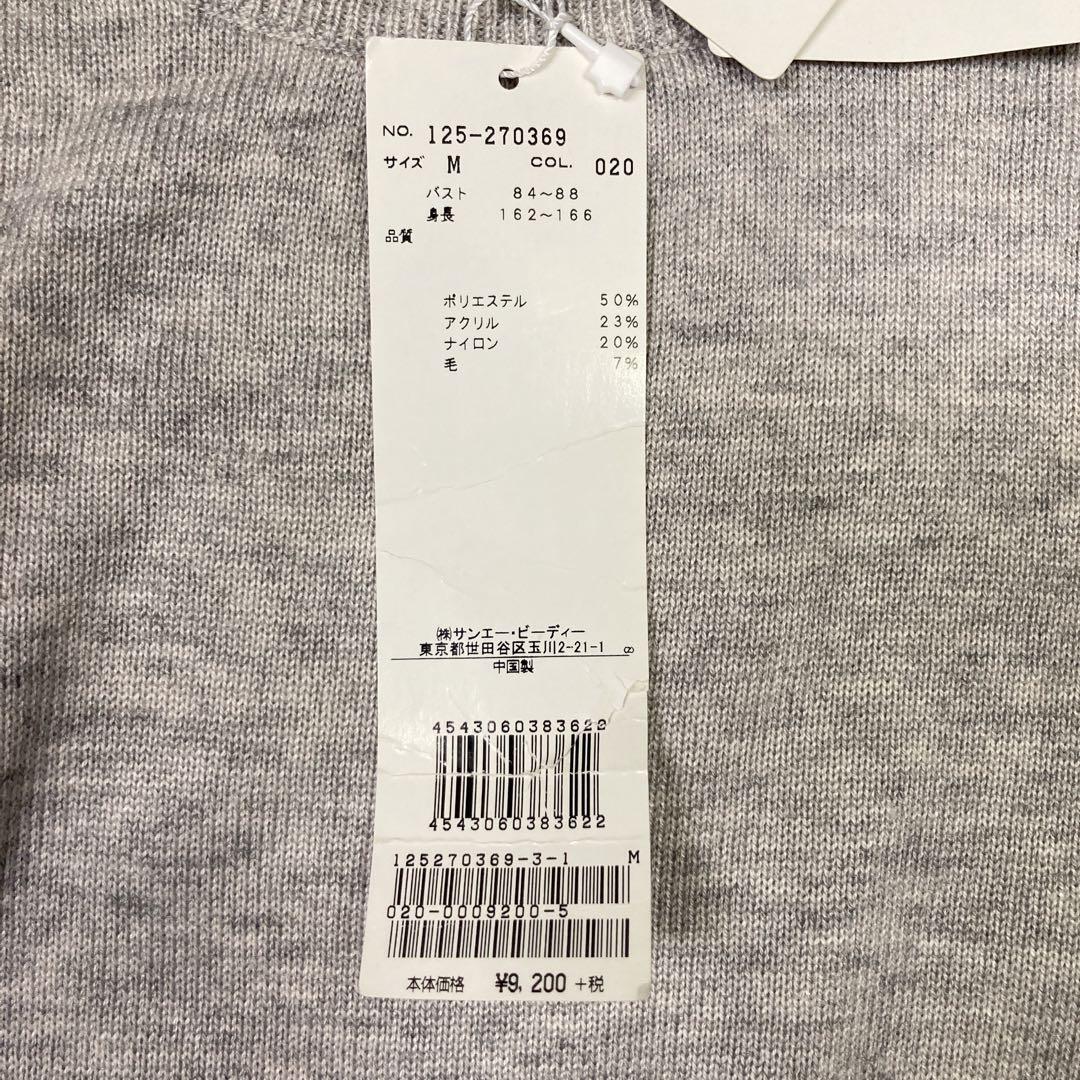 NO. 125-270369
サイズ M COL. 020
バスト 84～88
身長 162～166
品質
ポリエステル 50%
アクリル 23%
ナイロン 20%
毛 7%
㈱サンエー・ビーディー
東京都世田谷区玉川2-21-1
中国製
4543060383622
4543060383622
125270369-3-1 M
020-0009200-5
本体価格 ¥9,200 +税